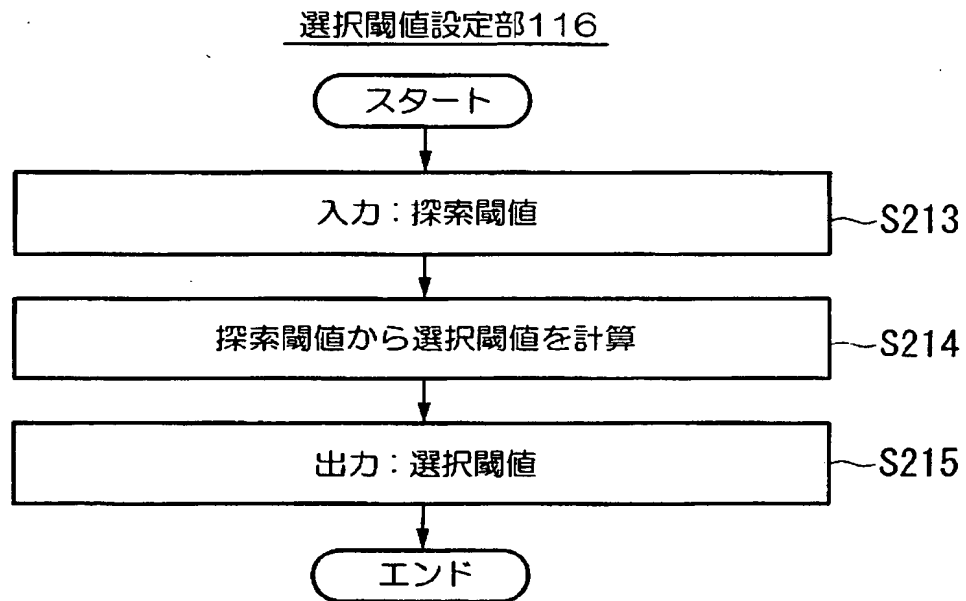 選択閾値設定部116
スタート
入力：探索閾値
S213
探索閾値から選択閾値を計算
S214
出力：選択閾値
S215
エンド